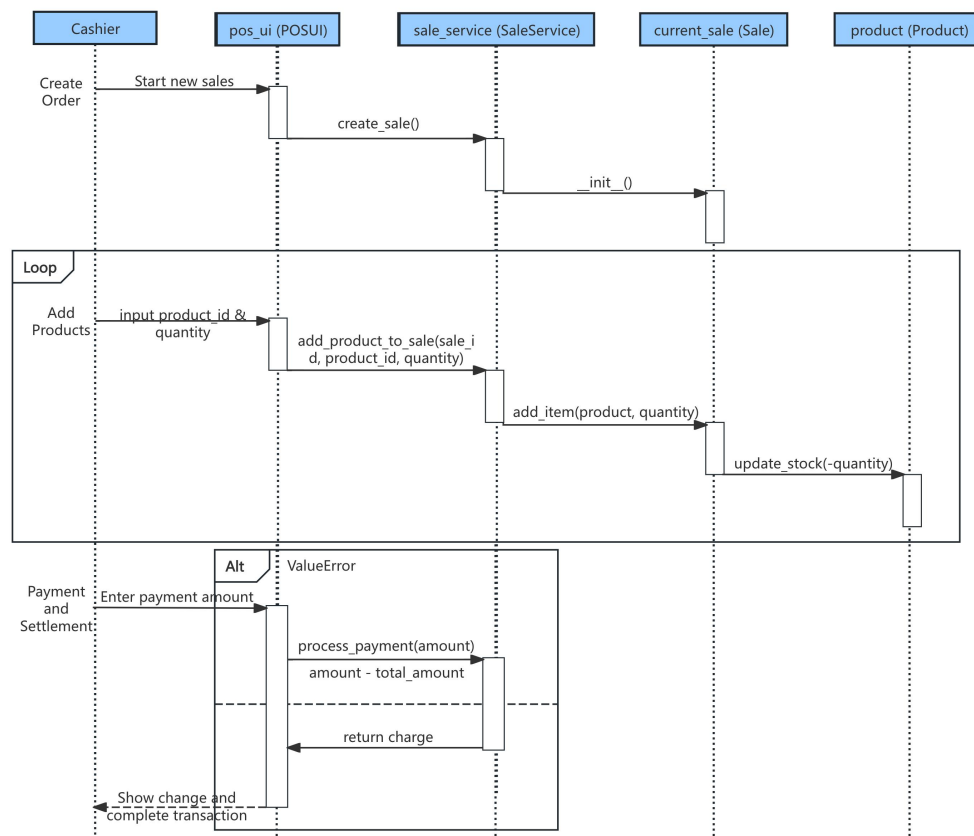 Cashier
pos_ui (POSUI)
sale_service (SaleService)
current_sale (Sale)
product (Product)
Create
Order
Start new sales
create_sale()
__init__()
Loop
Add
Products
input product_id &
quantity
add_product_to_sale(sale_i
d, product_id, quantity)
add_item(product, quantity)
update_stock(-quantity)
Alt
ValueError
Payment
and
Settlement
Enter payment amount
process_payment(amount)
amount - total_amount
return charge
Show change and
complete transaction